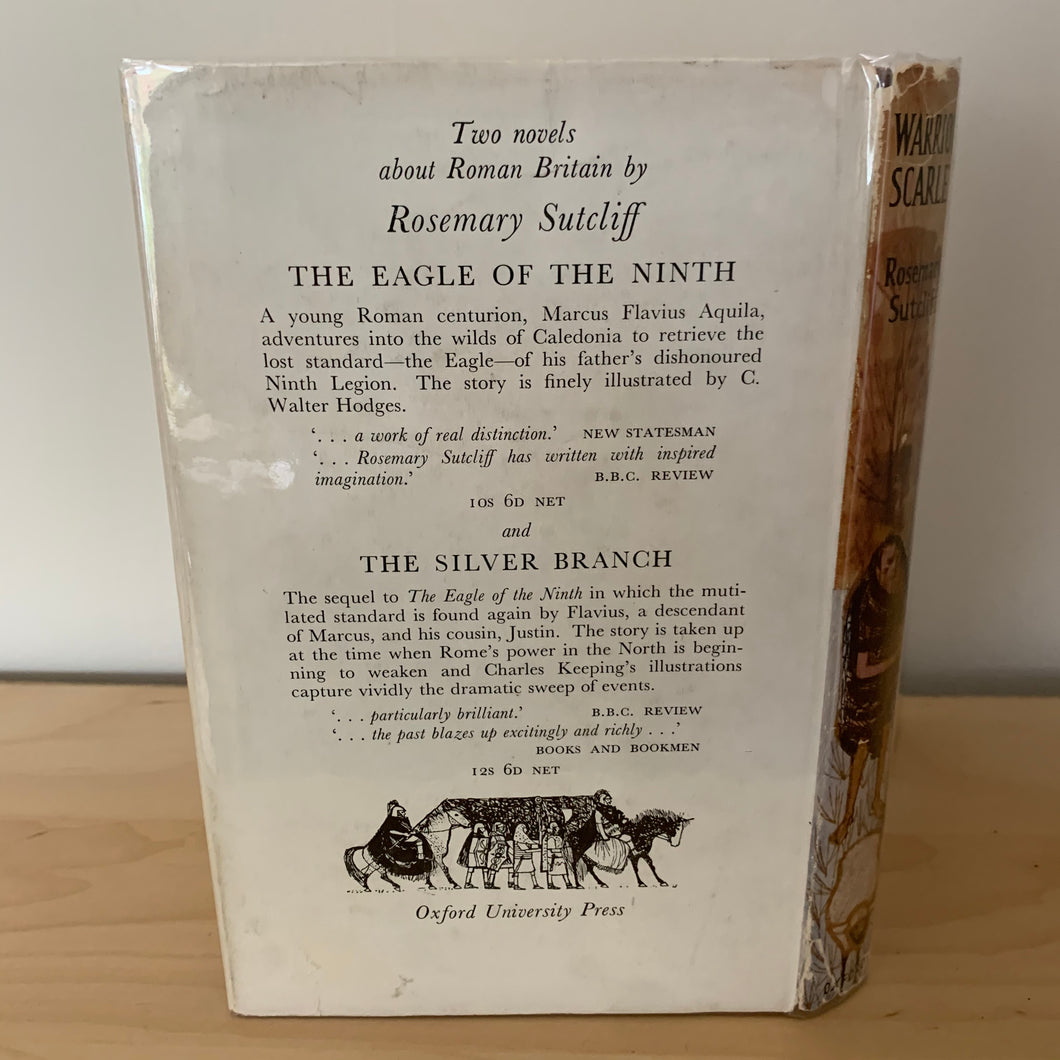 Two novels
about Roman Britain by
Rosemary Sutcliff
THE EAGLE OF THE NINTH
A young Roman centurion, Marcus Flavius Aquila,
adventures into the wilds of Caledonia to retrieve the
lost standard—the Eagle—of his father's dishonoured
Ninth Legion. The story is finely illustrated by C.
Walter Hodges.
‘. . . a work of real distinction.’ NEW STATESMAN
‘. . . Rosemary Sutcliff has written with inspired
imagination.’ B.B.C. REVIEW
10S 6D NET
and
THE SILVER BRANCH
The sequel to The Eagle of the Ninth in which the muti-
lated standard is found again by Flavius, a descendant
of Marcus, and his cousin, Justin. The story is taken up
at the time when Rome's power in the North is begin-
ning to weaken and Charles Keeping's illustrations
capture vividly the dramatic sweep of events.
‘. . . particularly brilliant.’ B.B.C. REVIEW
‘. . . the past blazes up excitingly and richly . . .’
BOOKS AND BOOKMEN
12S 6D NET
Oxford University Press
WARRIO
SCARLE
Rosemary
Sutcliff